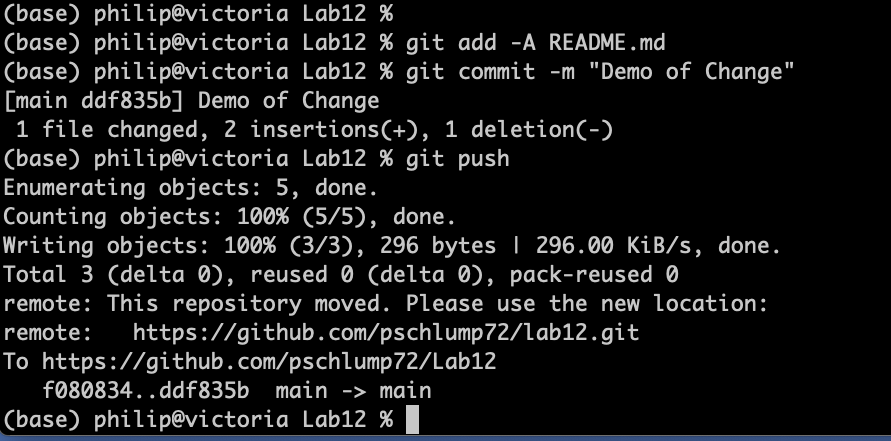 (base) philip@victoria Lab12 %
(base) philip@victoria Lab12 % git add -A README.md
(base) philip@victoria Lab12 % git commit -m "Demo of Change"
[main ddf835b] Demo of Change
 1 file changed, 2 insertions(+), 1 deletion(-)
(base) philip@victoria Lab12 % git push
Enumerating objects: 5, done.
Counting objects: 100% (5/5), done.
Writing objects: 100% (3/3), 296 bytes | 296.00 KiB/s, done.
Total 3 (delta 0), reused 0 (delta 0), pack-reused 0
remote: This repository moved. Please use the new location:
remote:   https://github.com/pschlump72/lab12.git
To https://github.com/pschlump72/Lab12
   f080834..ddf835b  main -> main
(base) philip@victoria Lab12 %